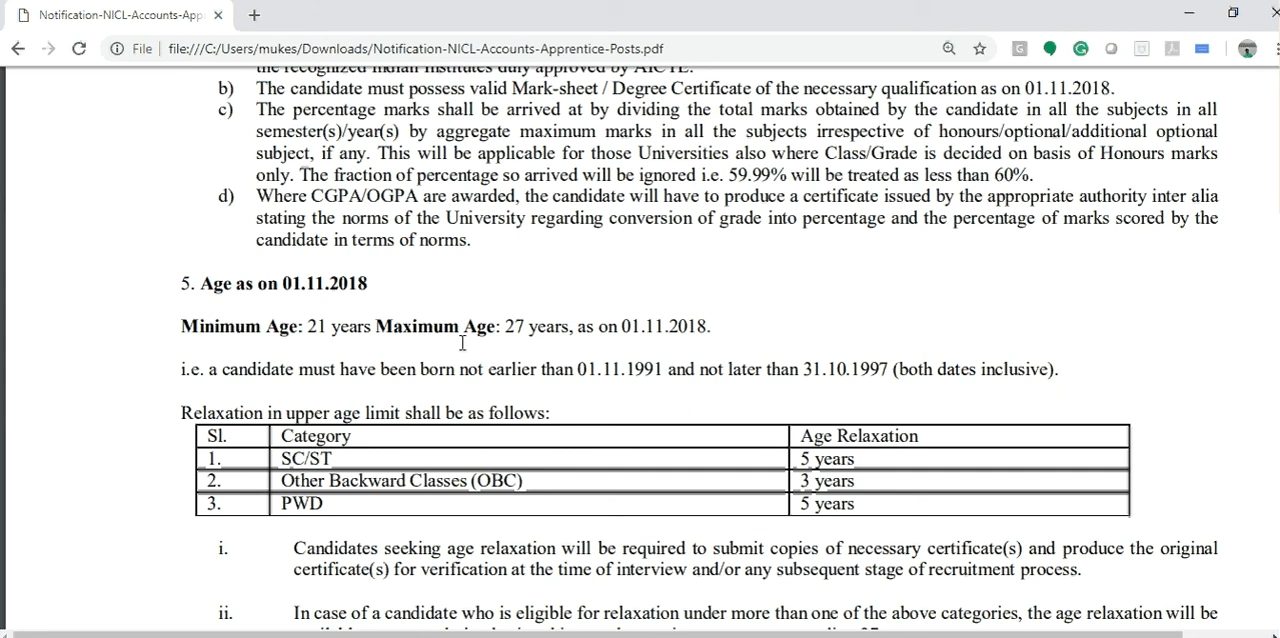 Notification-NICL-Accounts-App
File file:///C:/Users/mukes/Downloads/Notification-NICL-Accounts-Apprentice-Posts.pdf
the recognized Indian Institutes duly approved by AICTE.
b) The candidate must possess valid Mark-sheet / Degree Certificate of the necessary qualification as on 01.11.2018.
c) The percentage marks shall be arrived at by dividing the total marks obtained by the candidate in all the subjects in all
semester(s)/year(s) by aggregate maximum marks in all the subjects irrespective of honours/optional/additional optional
subject, if any. This will be applicable for those Universities also where Class/Grade is decided on basis of Honours marks
only. The fraction of percentage so arrived will be ignored i.e. 59.99% will be treated as less than 60%.
d) Where CGPA/OGPA are awarded, the candidate will have to produce a certificate issued by the appropriate authority inter alia
stating the norms of the University regarding conversion of grade into percentage and the percentage of marks scored by the
candidate in terms of norms.
5. Age as on 01.11.2018
Minimum Age: 21 years Maximum Age: 27 years, as on 01.11.2018.
i.e. a candidate must have been born not earlier than 01.11.1991 and not later than 31.10.1997 (both dates inclusive).
Relaxation in upper age limit shall be as follows:
Sl. Category Age Relaxation
1. SC/ST 5 years
2. Other Backward Classes (OBC) 3 years
3. PWD 5 years
i. Candidates seeking age relaxation will be required to submit copies of necessary certificate(s) and produce the original
certificate(s) for verification at the time of interview and/or any subsequent stage of recruitment process.
ii. In case of a candidate who is eligible for relaxation under more than one of the above categories, the age relaxation will be